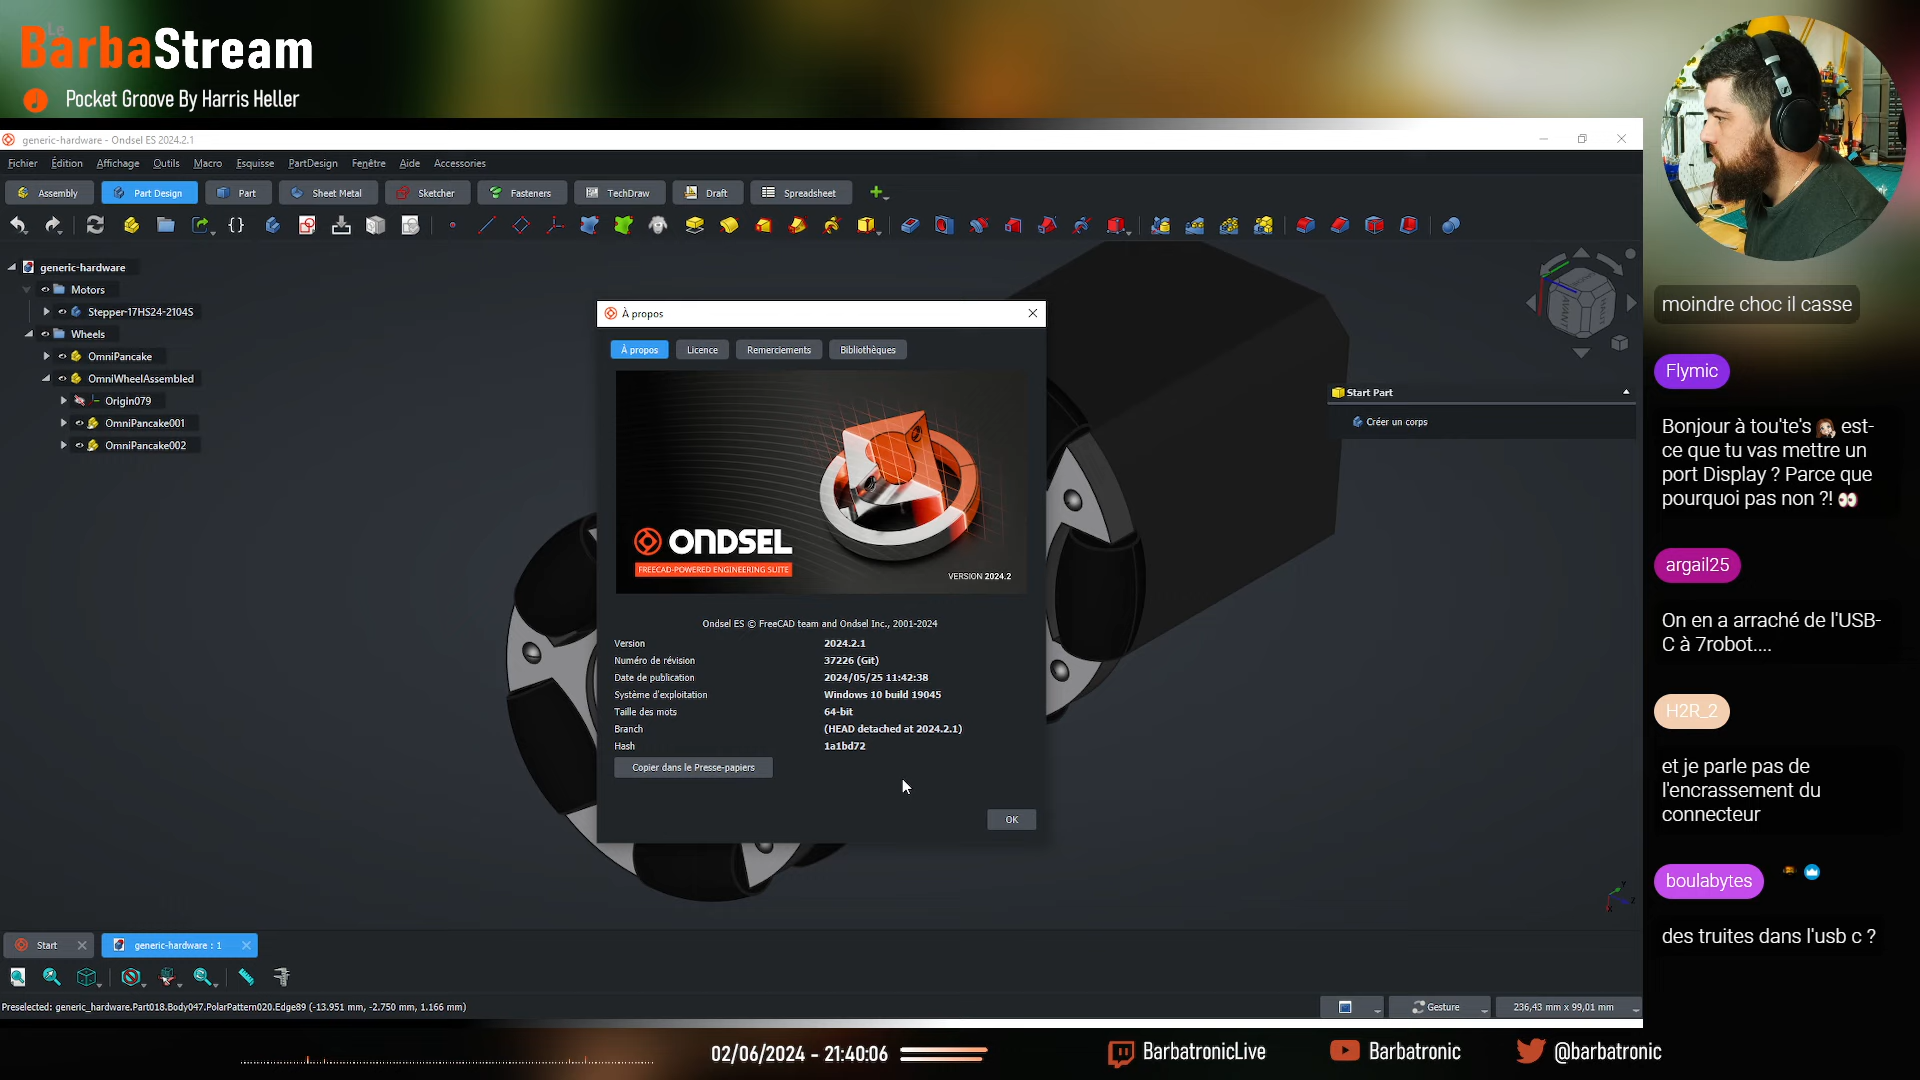 Le
BarbaStream
Pocket Groove By Harris Heller
generic-hardware - Ondsel ES 2024.2.1
Fichier Édition Affichage Outils Macro Esquisse PartDesign Fenêtre Aide Accessories
Assembly Part Design Part Sheet Metal Sketcher Fasteners TechDraw Draft Spreadsheet
generic-hardware
Motors
Stepper-17HS24-2104S
Wheels
OmniPancake
OmniWheelAssembled
Origin079
OmniPancake001
OmniPancake002
À propos
À propos Licence Remerciements Bibliothèques
ONDSEL
FREECAD-POWERED ENGINEERING SUITE
VERSION 2024.2
Ondsel ES © FreeCAD team and Ondsel Inc., 2001-2024
Version 2024.2.1
Numéro de révision 37226 (Git)
Date de publication 2024/05/25 11:42:38
Système d'exploitation Windows 10 build 19045
Taille des mots 64-bit
Branch (HEAD detached at 2024.2.1)
Hash 1a1bd72
Copier dans le Presse-papiers
OK
AVANT
Start Part
Créer un corps
Start
generic-hardware : 1
Preselected: generic_hardware.Part018.Body047.PolarPattern020.Edge89 (-13.951 mm, -2.750 mm, 1.166 mm)
Gesture
236,43 mm x 99,01 mm
moindre choc il casse
Flymic
Bonjour à tou'te's est-
ce que tu vas mettre un
port Display ? Parce que
pourquoi pas non ?!
argail25
On en a arraché de l'USB-
C à 7robot....
H2R_2
et je parle pas de
l'encrassement du
connecteur
boulabytes
des truites dans l'usb c ?
02/06/2024 - 21:40:06
BarbatronicLive
Barbatronic
@barbatronic